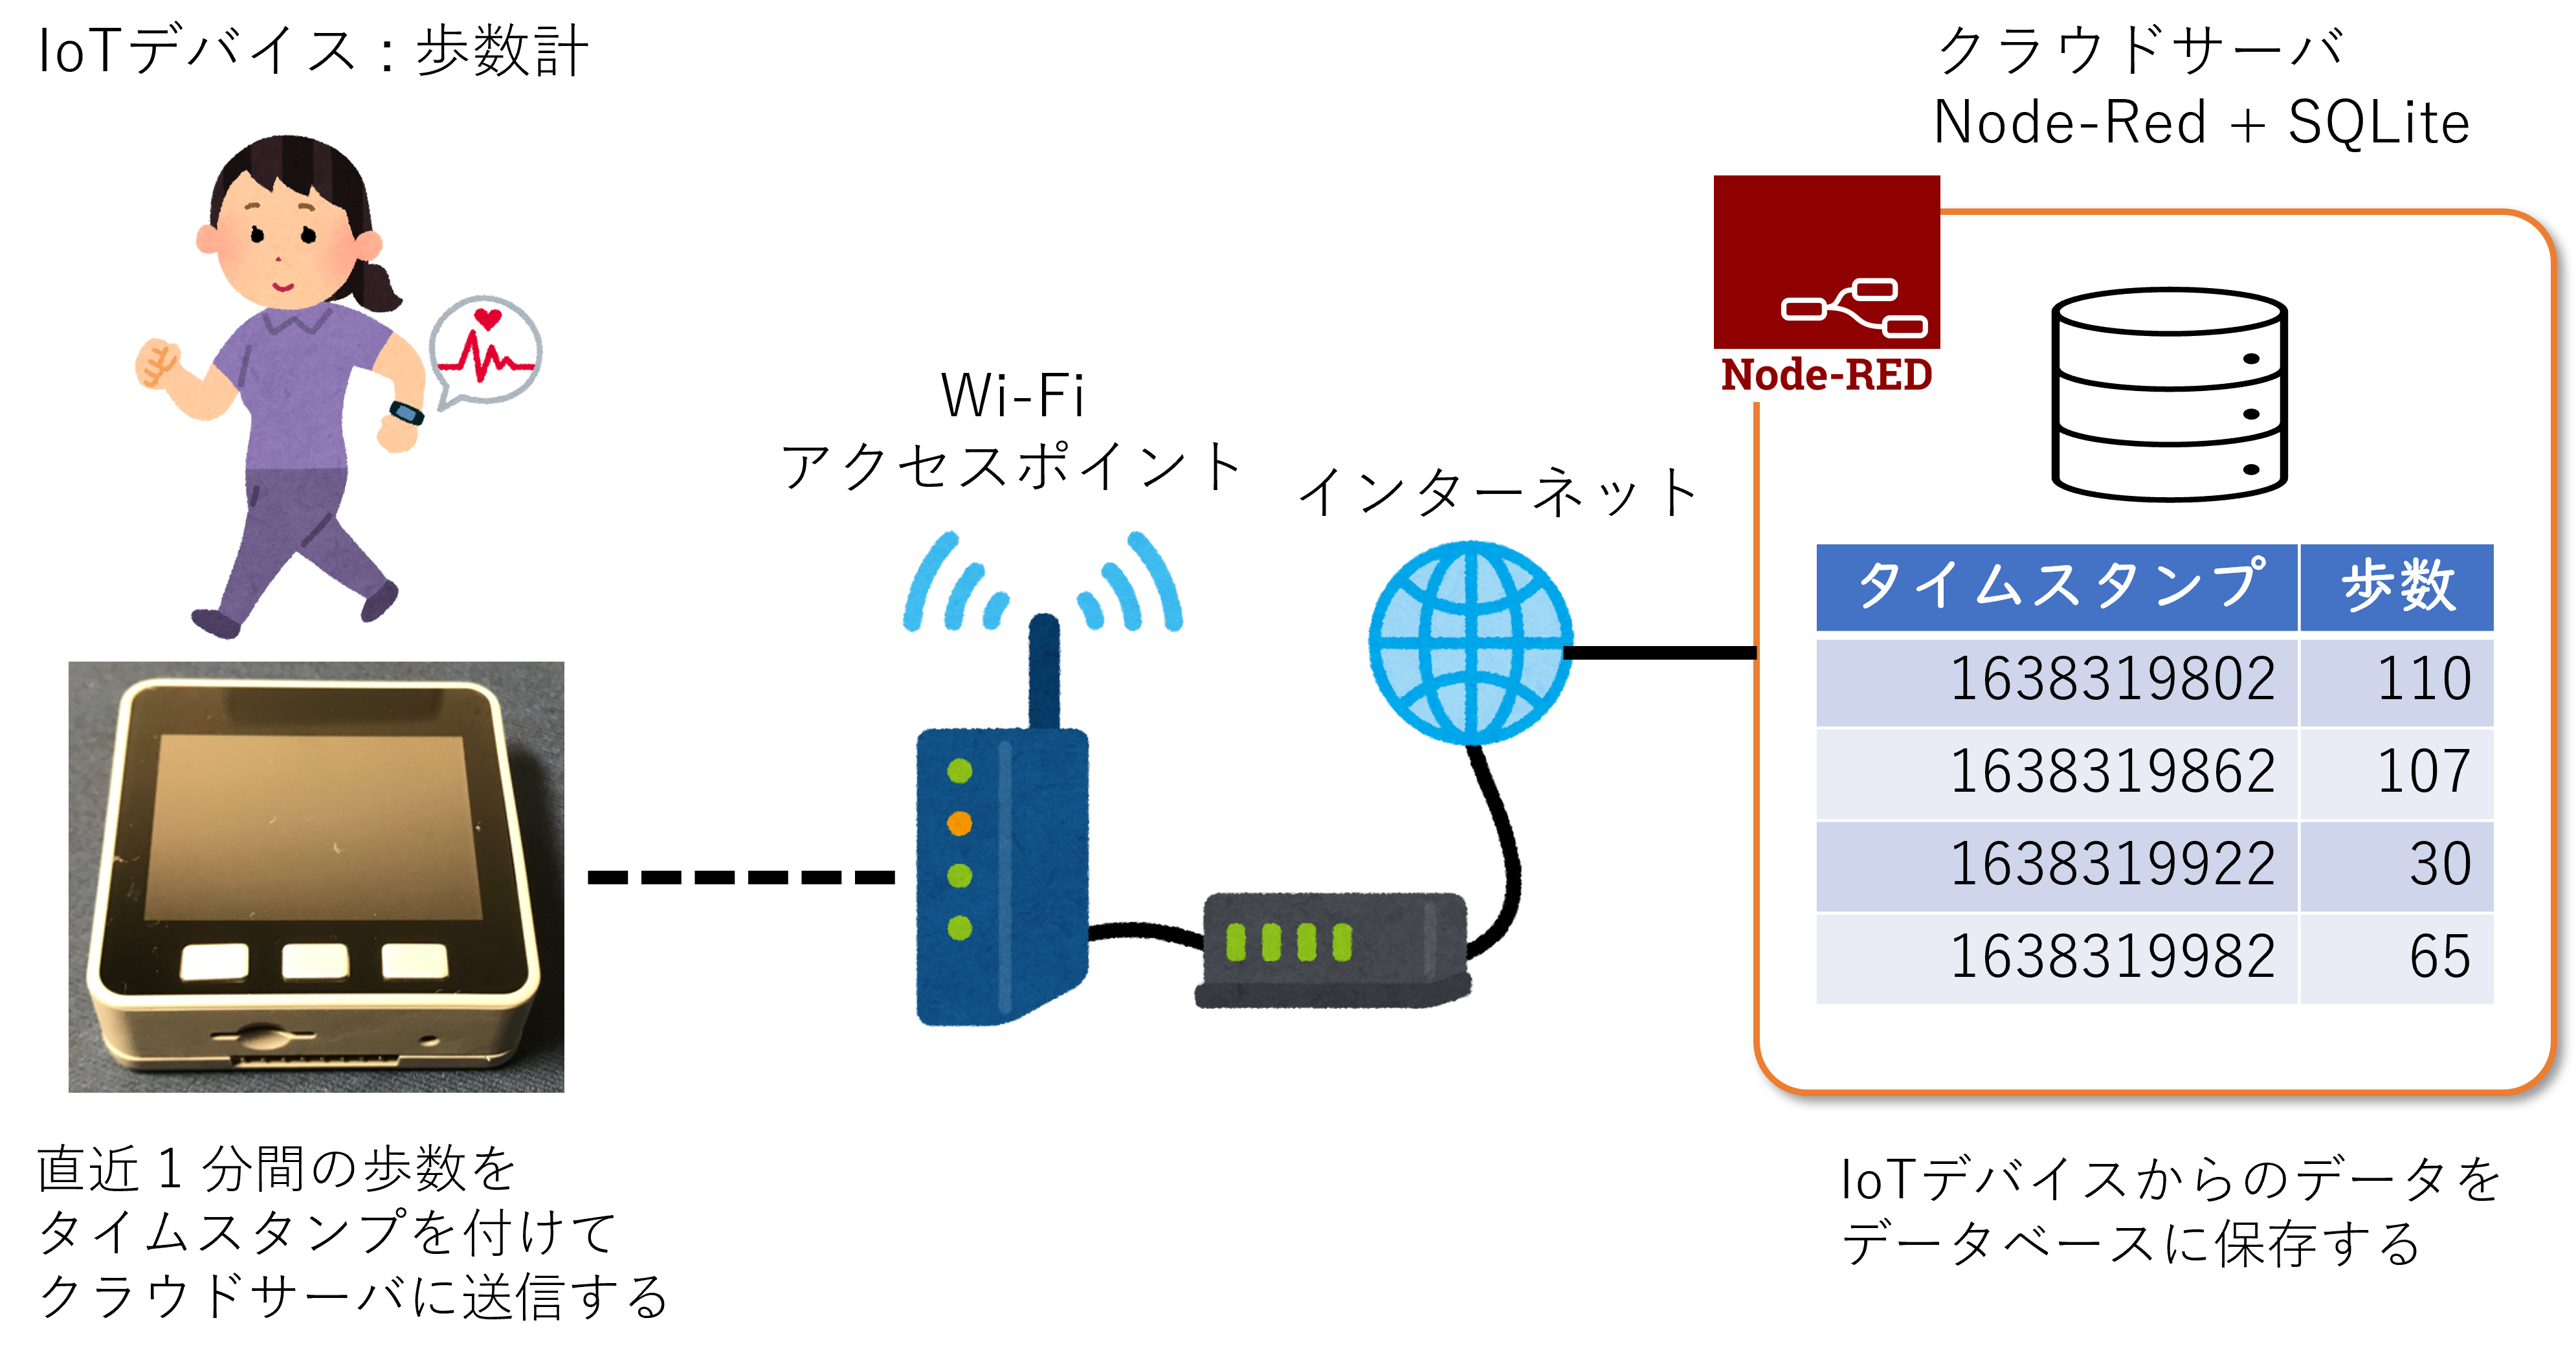 IoTデバイス：歩数計
クラウドサーバ
Node-Red + SQLite
Node-RED
Wi-Fi
アクセスポイント
インターネット
タイムスタンプ 歩数
1638319802 110
1638319862 107
1638319922 30
1638319982 65
直近1分間の歩数を
タイムスタンプを付けて
クラウドサーバに送信する
IoTデバイスからのデータを
データベースに保存する